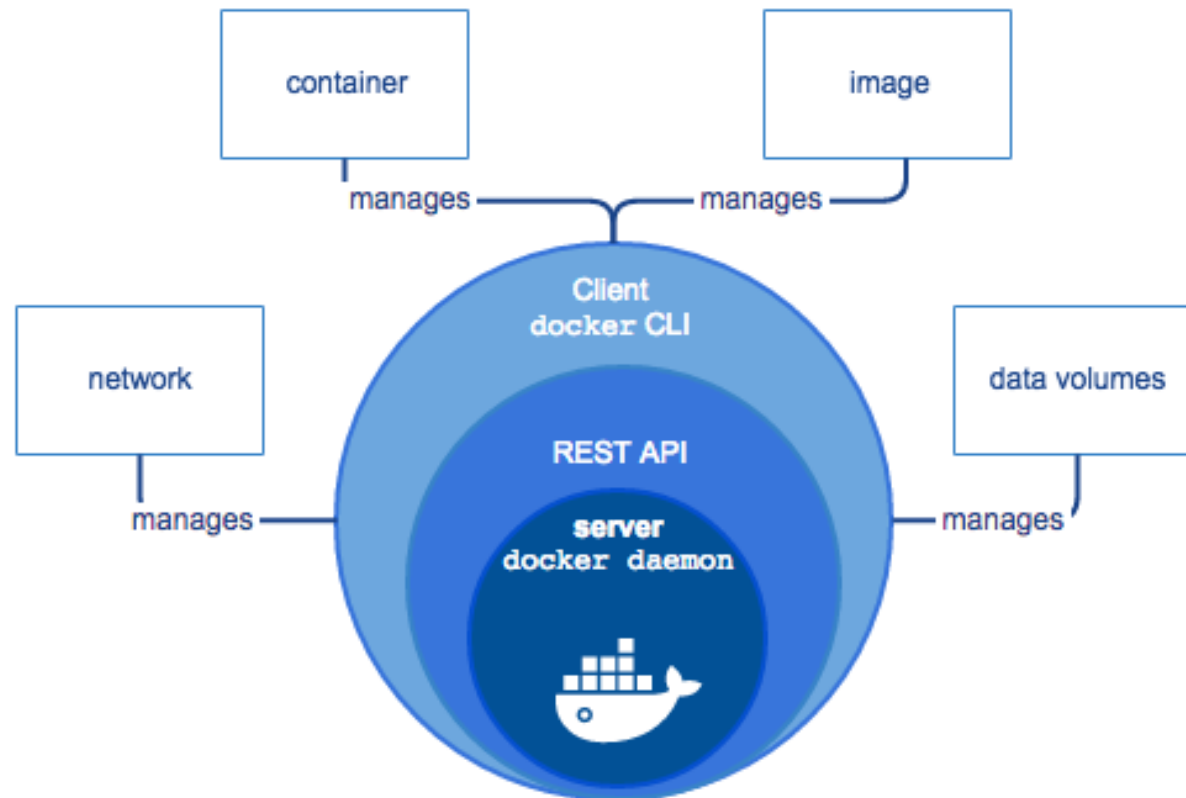 container
image
manages
manages
Client
docker CLI
network
data volumes
REST API
manages
manages
server
docker daemon